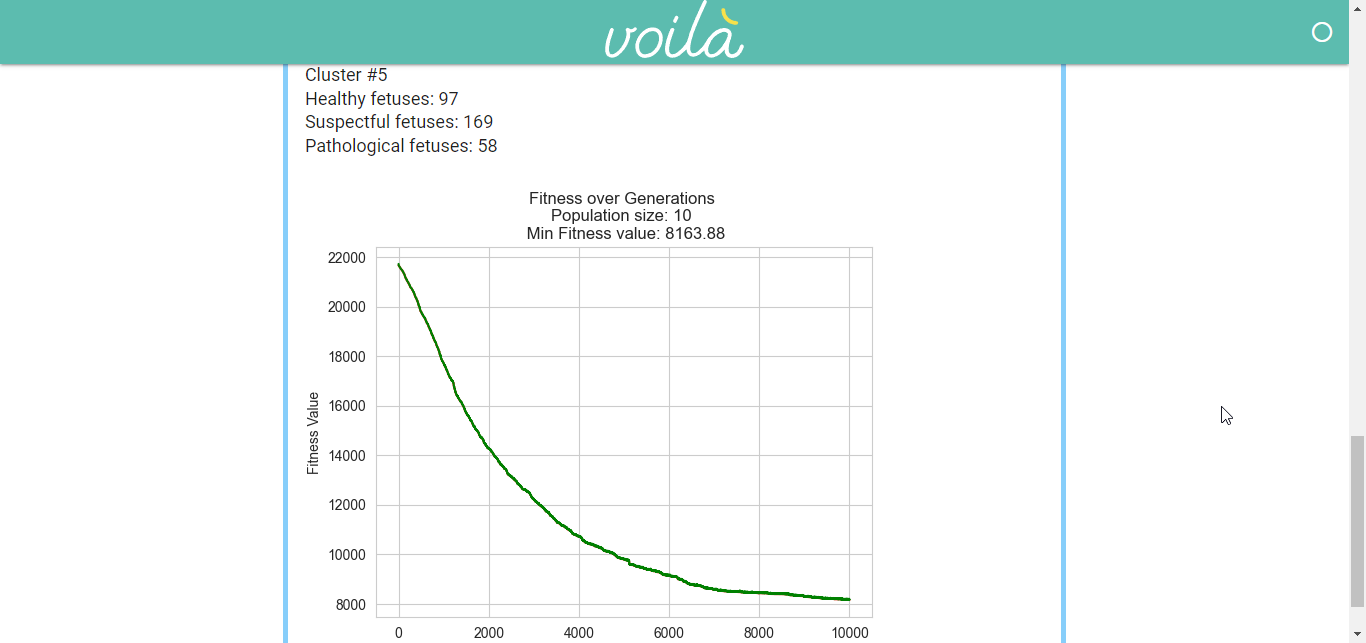 voilà
Cluster #5
Healthy fetuses: 97
Suspectful fetuses: 169
Pathological fetuses: 58
Fitness over Generations
Population size: 10
Min Fitness value: 8163.88
22000
20000
18000
16000
14000
12000
10000
8000
Fitness Value
0 2000 4000 6000 8000 10000